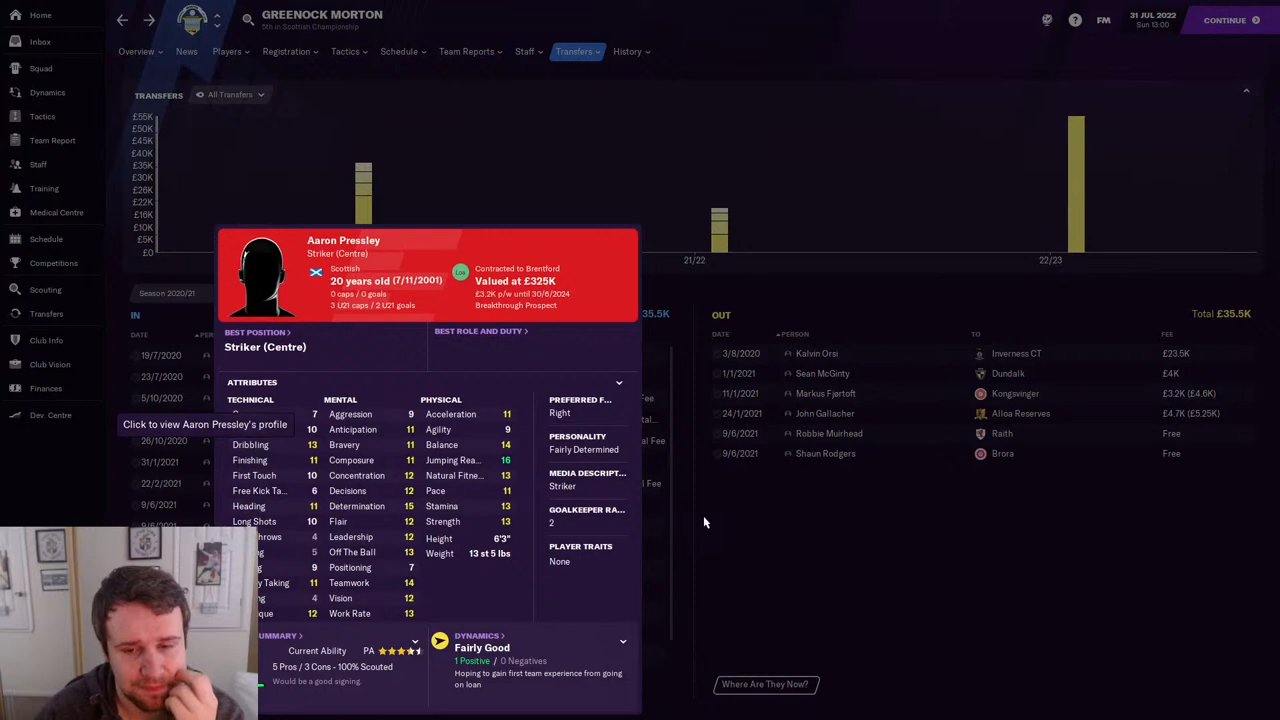 Home
Inbox
Squad
Dynamics
Tactics
Team Report
Staff
Training
Medical Centre
Schedule
Competitions
Scouting
Transfers
Club Info
Club Vision
Finances
Dev. Centre
GREENOCK MORTON
5th in Scottish Championship
FM
31 JUL 2022
Sun 13:00
CONTINUE
Overview
News
Players
Registration
Tactics
Schedule
Team Reports
Staff
Transfers
History
TRANSFERS
All Transfers
£55K
£50K
£45K
£40K
£35K
£30K
£26K
£22K
£16K
£10K
£5K
£0
21/22
22/23
Season 2020/21
IN
35.5K
DATE
19/7/2020
23/7/2020
5/10/2020
26/10/2020
31/1/2021
22/2/2021
9/6/2021
Click to view Aaron Pressley's profile
Aaron Pressley
Striker (Centre)
Scottish
20 years old (7/11/2001)
0 caps / 0 goals
3 U21 caps / 2 U21 goals
Contracted to Brentford
Valued at £325K
£3.2K p/w until 30/6/2024
Breakthrough Prospect
Loa
BEST POSITION
Striker (Centre)
BEST ROLE AND DUTY
ATTRIBUTES
TECHNICAL
7
10
Dribbling 13
Finishing 11
First Touch 10
Free Kick Ta... 6
Heading 11
Long Shots 10
4
5
9
11
4
12
MENTAL
Aggression 9
Anticipation 11
Bravery 11
Composure 11
Concentration 12
Decisions 12
Determination 15
Flair 12
Leadership 12
Off The Ball 13
Positioning 7
Teamwork 14
Vision 12
Work Rate 13
PHYSICAL
Acceleration 11
Agility 9
Balance 14
Jumping Rea... 16
Natural Fitne... 13
Pace 11
Stamina 13
Strength 13
Height 6'3"
Weight 13 st 5 lbs
PREFERRED F...
Right
PERSONALITY
Fairly Determined
MEDIA DESCRIPT...
Striker
GOALKEEPER RA...
2
PLAYER TRAITS
None
SUMMARY
Current Ability
PA
5 Pros / 3 Cons - 100% Scouted
Would be a good signing.
DYNAMICS
Fairly Good
1 Positive / 0 Negatives
Hoping to gain first team experience from going
on loan
OUT
Total £35.5K
DATE PERSON TO FEE
3/8/2020 Kalvin Orsi Inverness CT £23.5K
1/1/2021 Sean McGinty Dundalk £4K
11/1/2021 Markus Fjørtoft Kongsvinger £3.2K (£4.6K)
24/1/2021 John Gallacher Alloa Reserves £4.7K (£5.25K)
9/6/2021 Robbie Muirhead Raith Free
9/6/2021 Shaun Rodgers Brora Free
Where Are They Now?